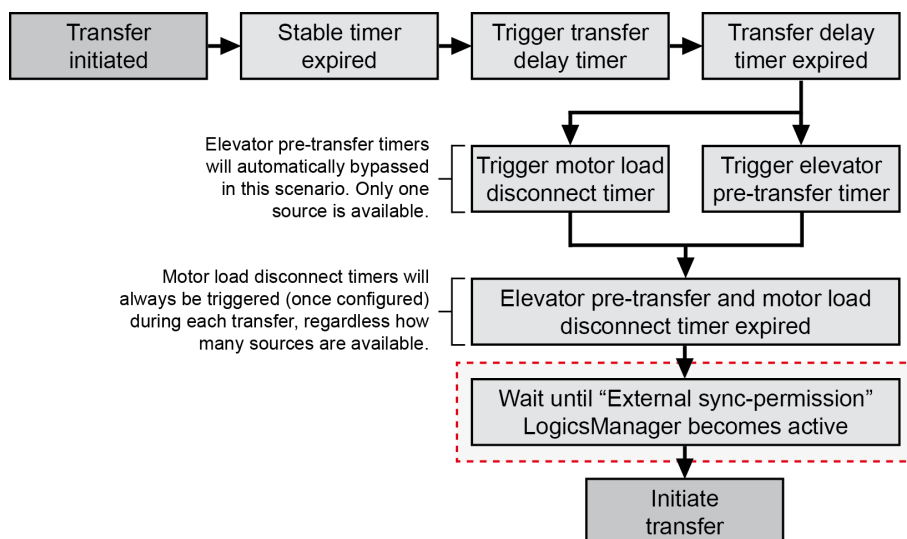 Transfer
initiated
Stable timer
expired
Trigger transfer
delay timer
Transfer delay
timer expired
Elevator pre-transfer timers
will automatically bypassed
in this scenario. Only one
source is available.
Trigger motor load
disconnect timer
Trigger elevator
pre-transfer timer
Motor load disconnect timers will
always be triggered (once configured)
during each transfer, regardless how
many sources are available.
Elevator pre-transfer and motor load
disconnect timer expired
Wait until “External sync-permission”
LogicsManager becomes active
Initiate
transfer